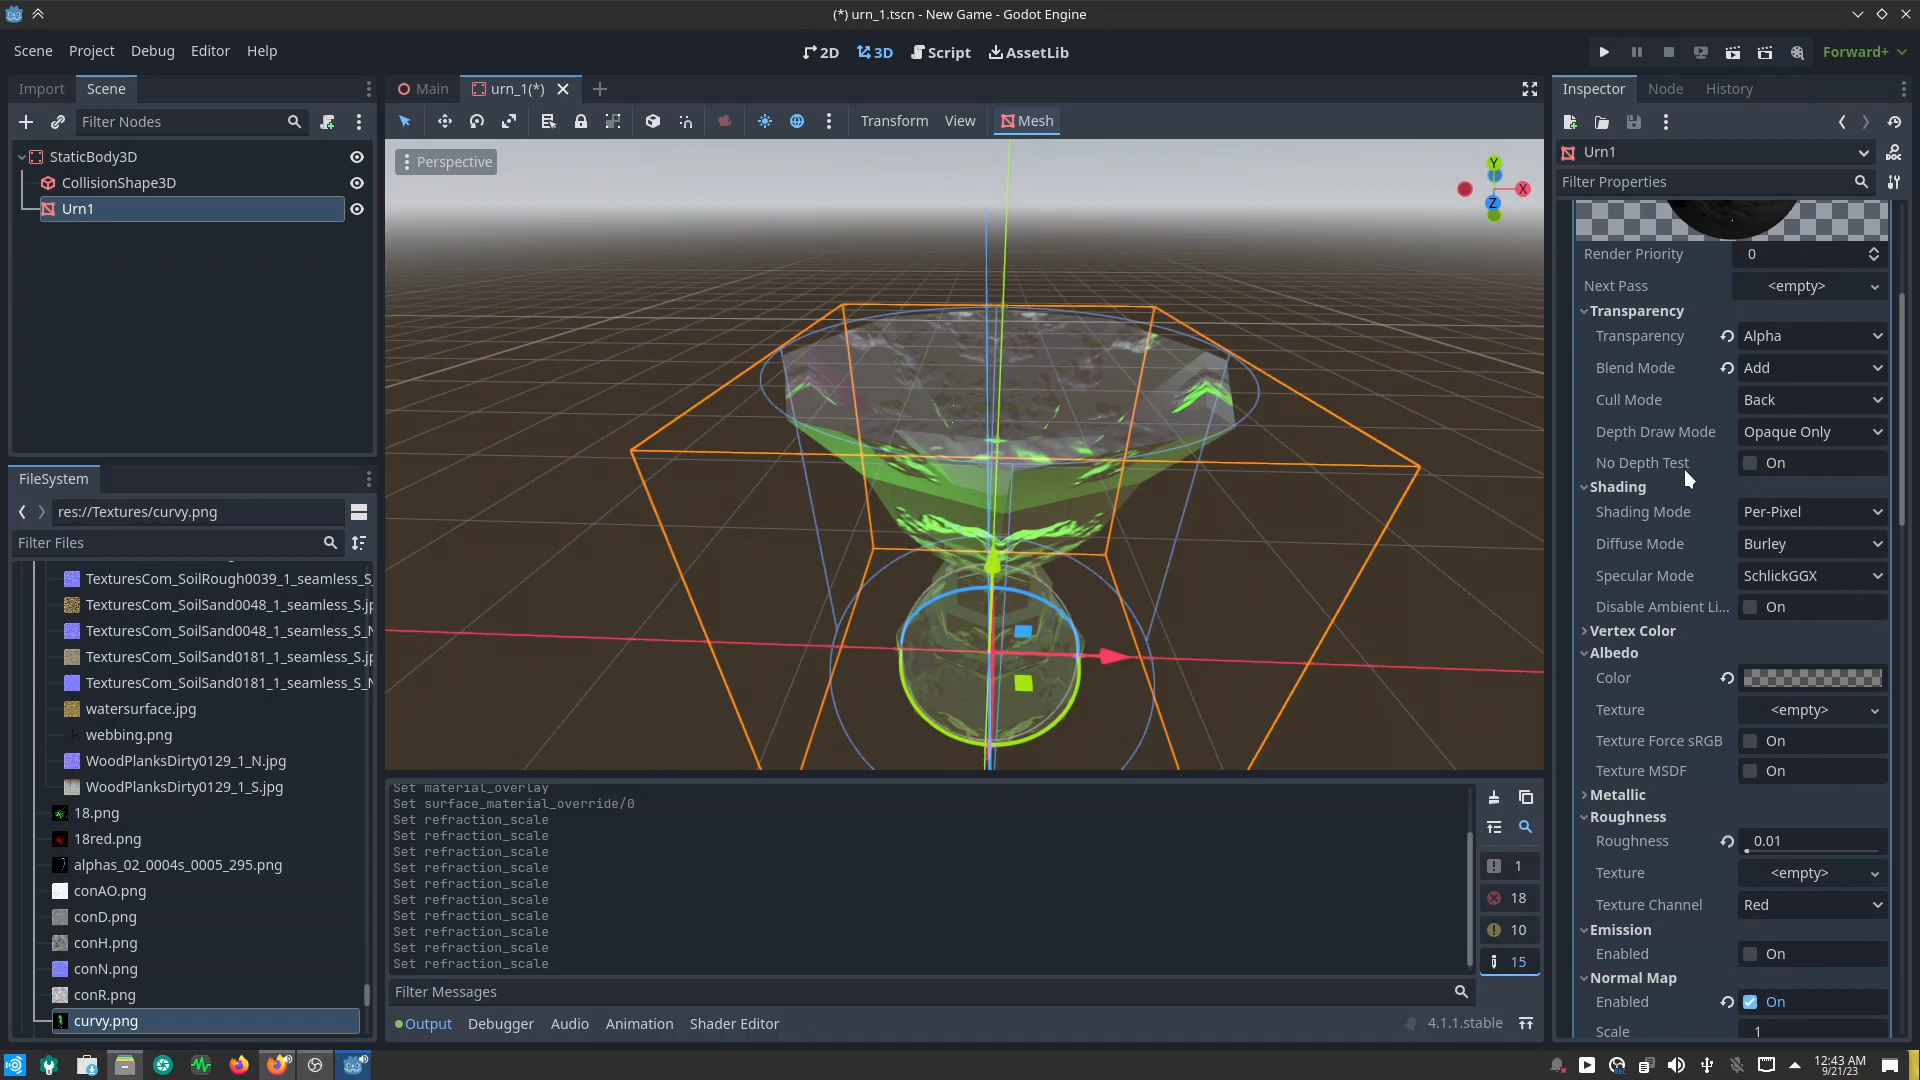 (*) urn_1.tscn - New Game - Godot Engine
Scene Project Debug Editor Help
2D 3D Script AssetLib
Forward+
Import Scene
Filter Nodes
StaticBody3D
CollisionShape3D
Urn1
FileSystem
res://Textures/curvy.png
Filter Files
TexturesCom_SoilRough0039_1_seamless_S_
TexturesCom_SoilSand0048_1_seamless_S.jp
TexturesCom_SoilSand0048_1_seamless_S_N
TexturesCom_SoilSand0181_1_seamless_S.jp
TexturesCom_SoilSand0181_1_seamless_S_N
watersurface.jpg
webbing.png
WoodPlanksDirty0129_1_N.jpg
WoodPlanksDirty0129_1_S.jpg
18.png
18red.png
alphas_02_0004s_0005_295.png
conAO.png
conD.png
conH.png
conN.png
conR.png
curvy.png
Main urn_1(*)
Transform View Mesh
Perspective
Y
X
Z
Set material_overlay
Set surface_material_override/0
Set refraction_scale
Set refraction_scale
Set refraction_scale
Set refraction_scale
Set refraction_scale
Set refraction_scale
Set refraction_scale
Set refraction_scale
Set refraction_scale
Set refraction_scale
1
18
10
15
Filter Messages
Output Debugger Audio Animation Shader Editor
4.1.1.stable
Inspector Node History
Urn1
Filter Properties
Render Priority 0
Next Pass <empty>
Transparency
Transparency Alpha
Blend Mode Add
Cull Mode Back
Depth Draw Mode Opaque Only
No Depth Test On
Shading
Shading Mode Per-Pixel
Diffuse Mode Burley
Specular Mode SchlickGGX
Disable Ambient Li... On
Vertex Color
Albedo
Color
Texture <empty>
Texture Force sRGB On
Texture MSDF On
Metallic
Roughness
Roughness 0.01
Texture <empty>
Texture Channel Red
Emission
Enabled On
Normal Map
Enabled On
Scale 1
12:43 AM
9/21/23